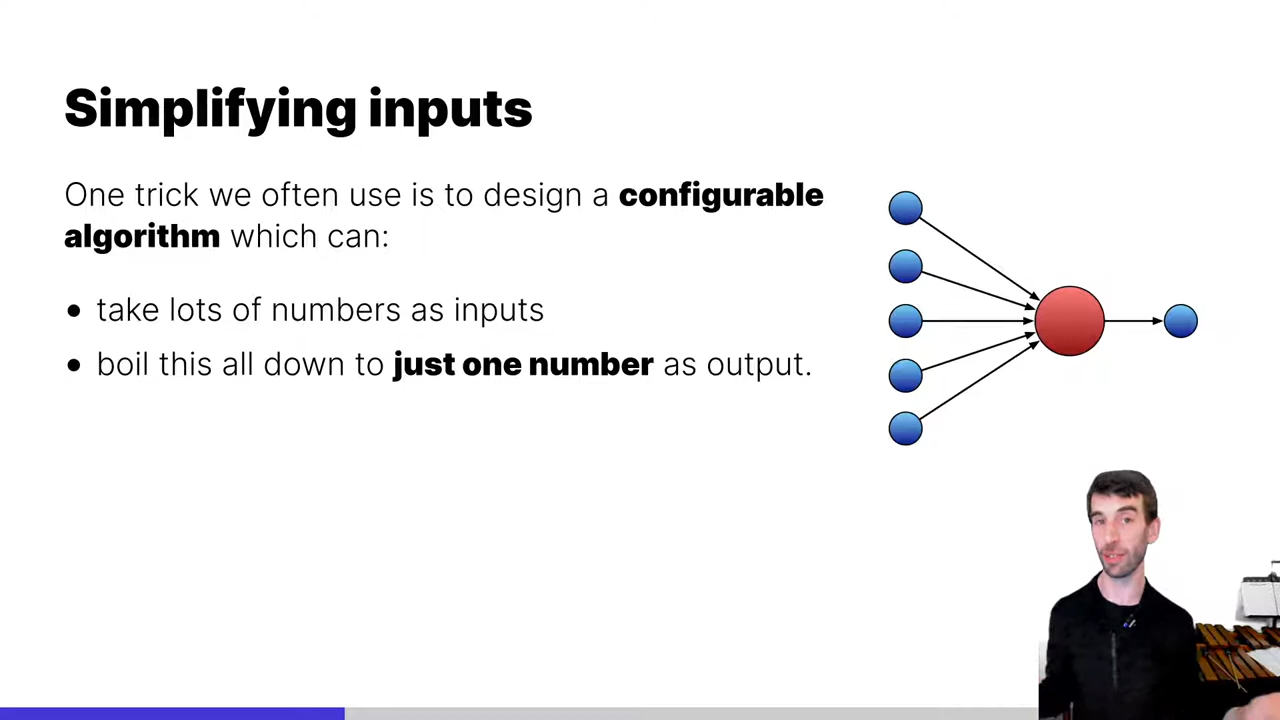 Simplifying inputs
One trick we often use is to design a configurable
algorithm which can:
• take lots of numbers as inputs
• boil this all down to just one number as output.